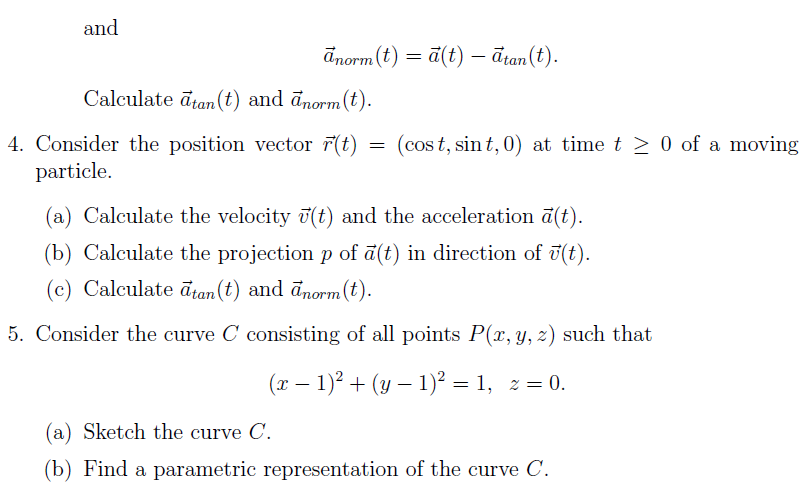 and
$\vec{a}_{norm}(t) = \vec{a}(t) - \vec{a}_{tan}(t).$
Calculate $\vec{a}_{tan}(t)$ and $\vec{a}_{norm}(t)$.
4. Consider the position vector $\vec{r}(t) = (\cos t, \sin t, 0)$ at time $t \geq 0$ of a moving
particle.
(a) Calculate the velocity $\vec{v}(t)$ and the acceleration $\vec{a}(t)$.
(b) Calculate the projection $p$ of $\vec{a}(t)$ in direction of $\vec{v}(t)$.
(c) Calculate $\vec{a}_{tan}(t)$ and $\vec{a}_{norm}(t)$.
5. Consider the curve $C$ consisting of all points $P(x, y, z)$ such that
$(x - 1)^2 + (y - 1)^2 = 1, \ z = 0.$
(a) Sketch the curve $C$.
(b) Find a parametric representation of the curve $C$.